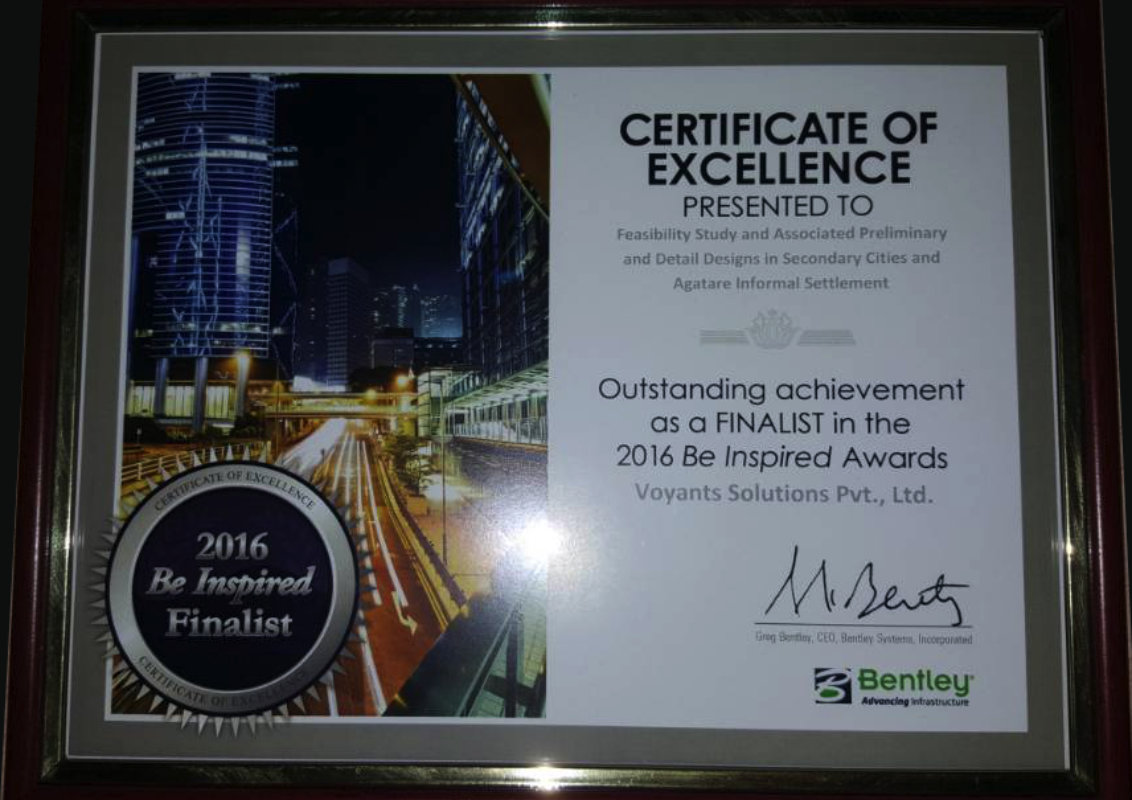 CERTIFICATE OF
EXCELLENCE
PRESENTED TO
Feasibility Study and Associated Preliminary
and Detail Designs in Secondary Cities and
Agatare Informal Settlement
Outstanding achievement
as a FINALIST in the
2016 Be Inspired Awards
Voyants Solutions Pvt., Ltd.
Greg Bentley, CEO, Bentley Systems, Incorporated
Bentley®
Advancing Infrastructure
CERTIFICATE OF EXCELLENCE
2016
Be Inspired
Finalist
CERTIFICATE OF EXCELLENCE